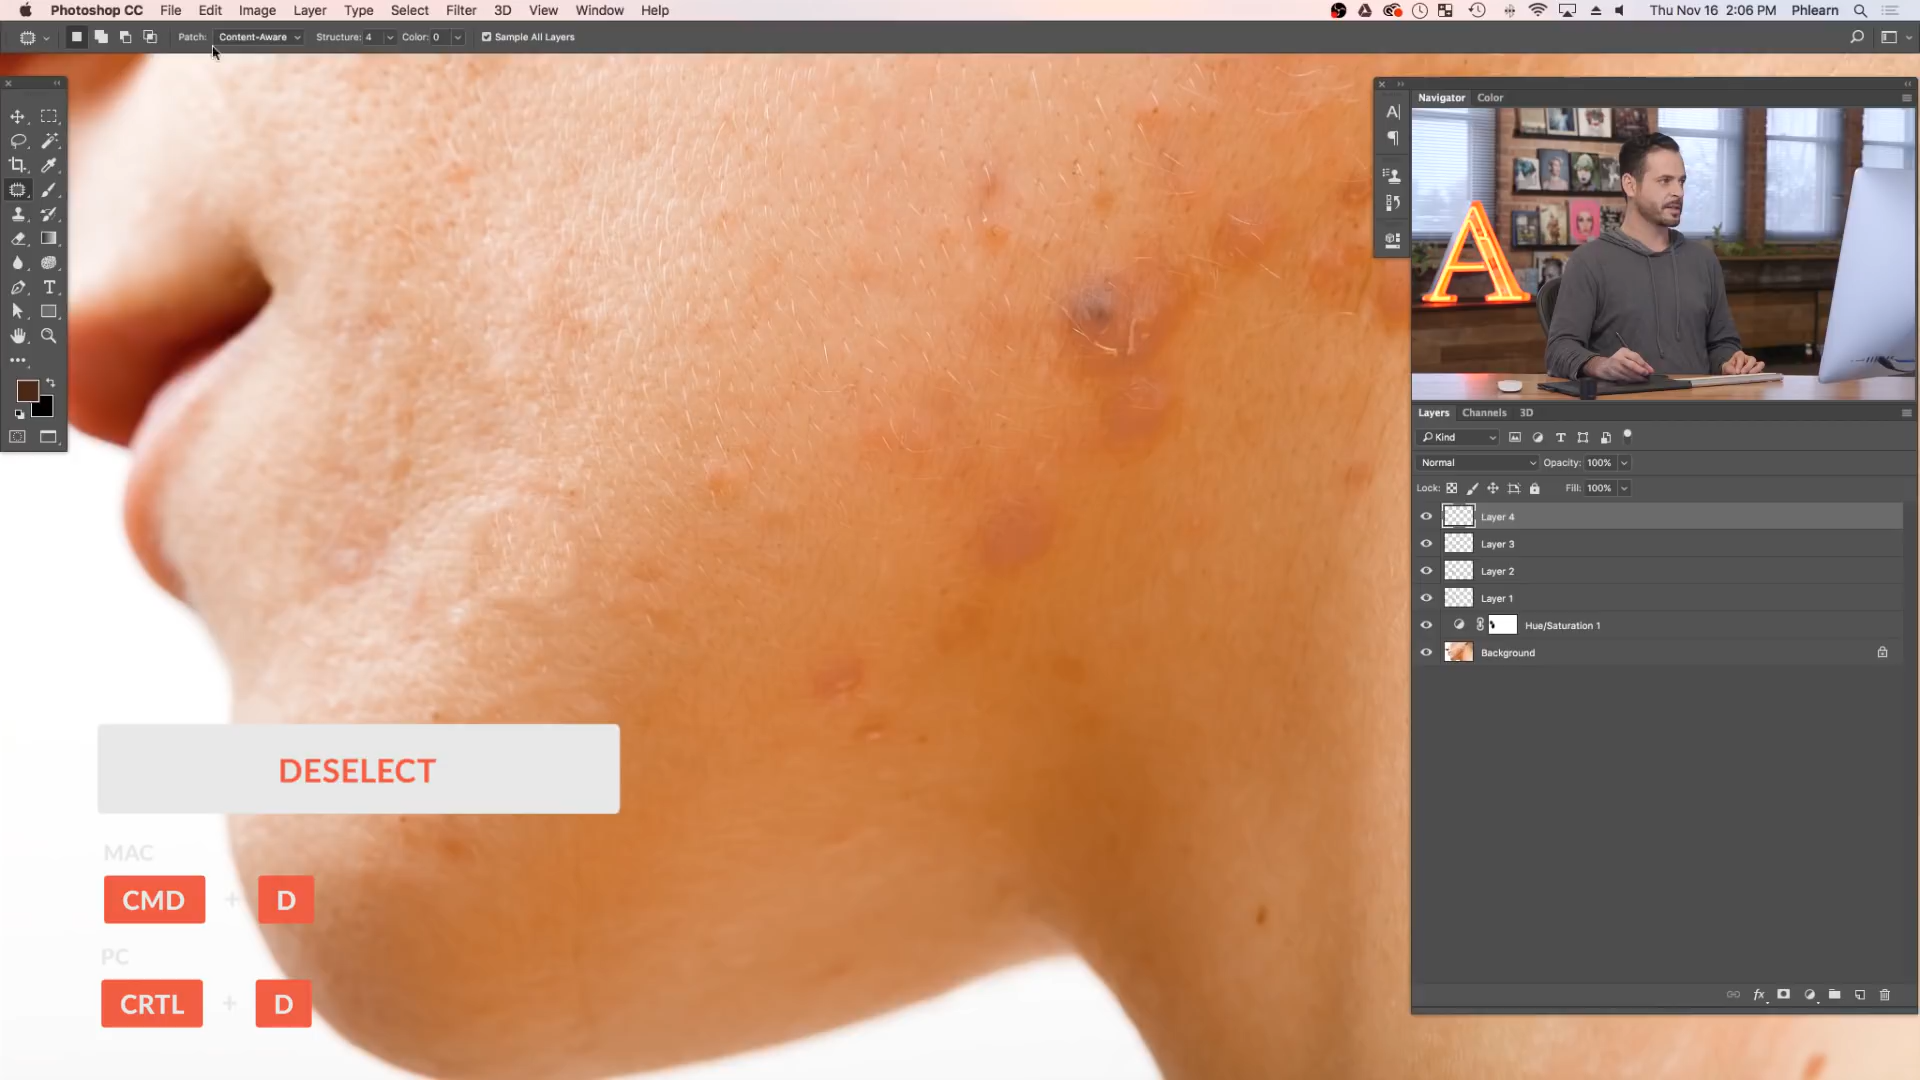 Photoshop CC File Edit Image Layer Type Select Filter 3D View Window Help Thu Nov 16 2:06 PM Phlearn
Patch: Content-Aware Structure: 4 Color: 0 Sample All Layers
Navigator Color
A
Layers Channels 3D
Kind
Normal Opacity: 100%
Lock: Fill: 100%
Layer 4
Layer 3
Layer 2
Layer 1
Hue/Saturation 1
Background
fx
DESELECT
MAC
CMD + D
PC
CRTL + D